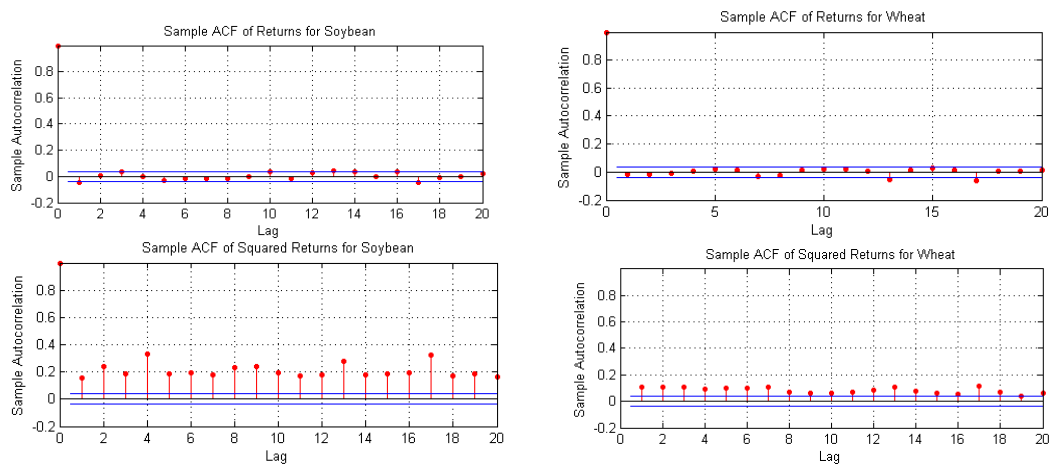 Sample ACF of Returns for Soybean
Sample Autocorrelation
0.8
0.6
0.4
0.2
0
-0.2
0 2 4 6 8 10 12 14 16 18 20
Lag
Sample ACF of Returns for Wheat
Sample Autocorrelation
0.8
0.6
0.4
0.2
0
-0.2
0 5 10 15 20
Lag
Sample ACF of Squared Returns for Soybean
Sample Autocorrelation
0.8
0.6
0.4
0.2
0
-0.2
0 2 4 6 8 10 12 14 16 18 20
Lag
Sample ACF of Squared Returns for Wheat
Sample Autocorrelation
0.8
0.6
0.4
0.2
0
-0.2
0 2 4 6 8 10 12 14 16 18 20
Lag